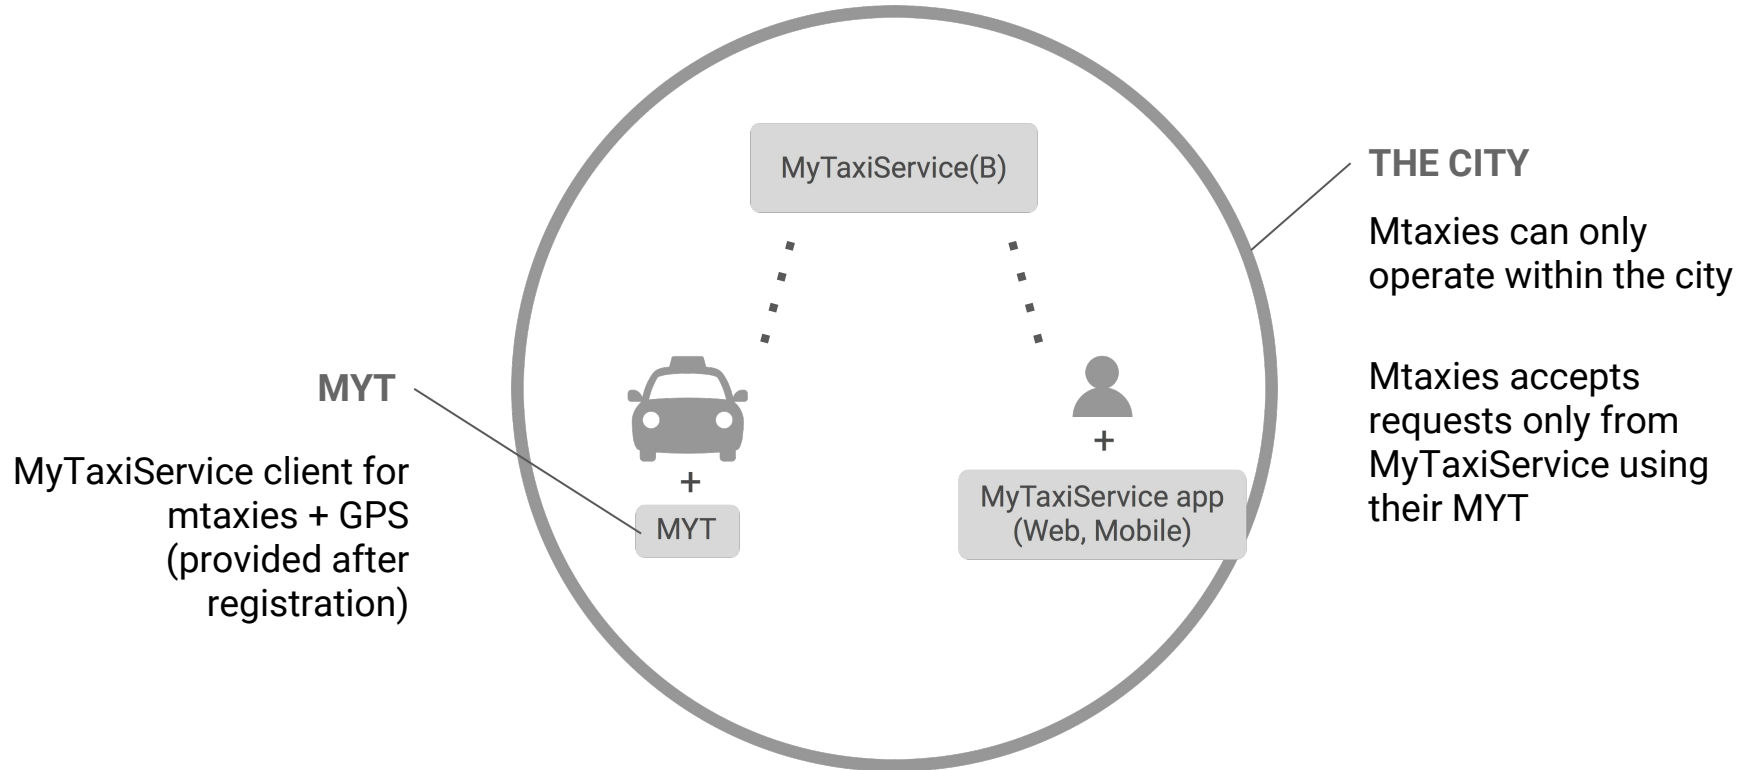 MyTaxiService(B)
THE CITY
Mtaxies can only
operate within the city
Mtaxies accepts
requests only from
MyTaxiService using
their MYT
MYT
MyTaxiService client for
mtaxies + GPS
(provided after
registration)
+
MYT
+
MyTaxiService app
(Web, Mobile)